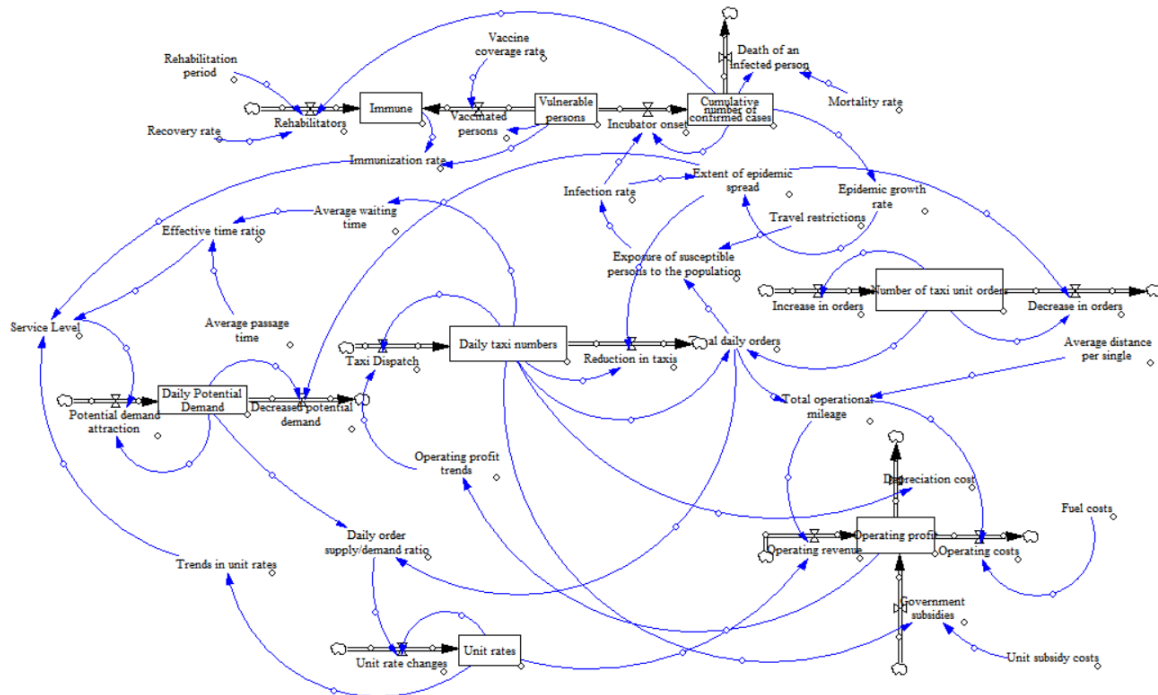 Rehabilitation
period
Vaccine
coverage rate
Death of an
infected person
Mortality rate
Immune
Vulnerable
persons
Cumulative
number of
confirmed cases
Rehabilitators
Vaccinated
persons
Incubator onset
Recovery rate
Immunization rate
Extent of epidemic
spread
Infection rate
Epidemic growth
rate
Average waiting
time
Travel restrictions
Effective time ratio
Exposure of susceptible
persons to the population
Number of taxi unit orders
Increase in orders
Decrease in orders
Service Level
Average passage
time
Daily taxi numbers
Taxi Dispatch
Reduction in taxis
daily orders
Average distance
per single
Daily Potential
Demand
Potential demand
attraction
Decreased potential
demand
Total operational
mileage
Operating profit
trends
Depreciation cost
Fuel costs
Daily order
supply/demand ratio
Operating profit
Operating revenue
Operating costs
Trends in unit rates
Government
subsidies
Unit rates
Unit rate changes
Unit subsidy costs